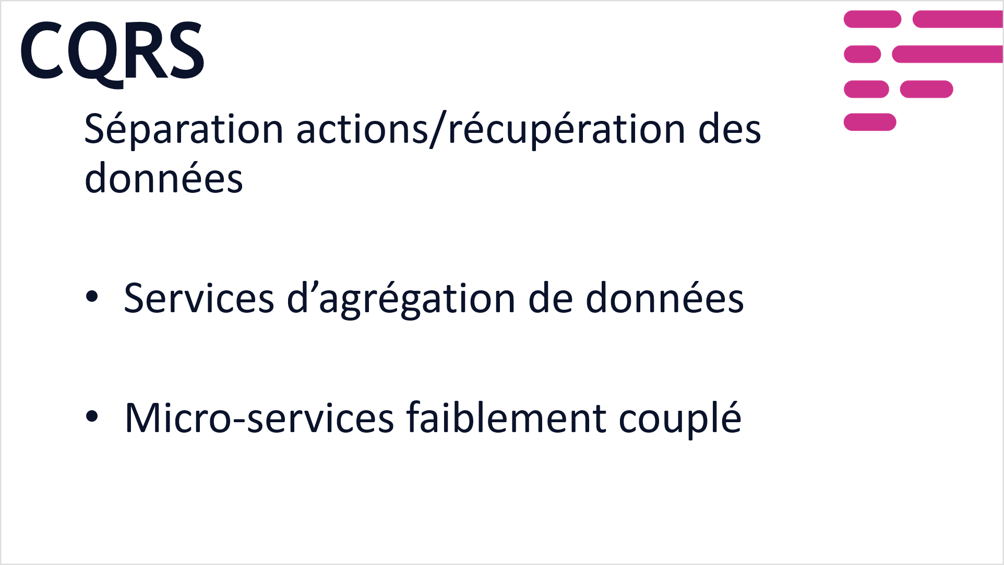 CQRS
Séparation actions/récupération des
données
• Services d’agrégation de données
• Micro-services faiblement couplé